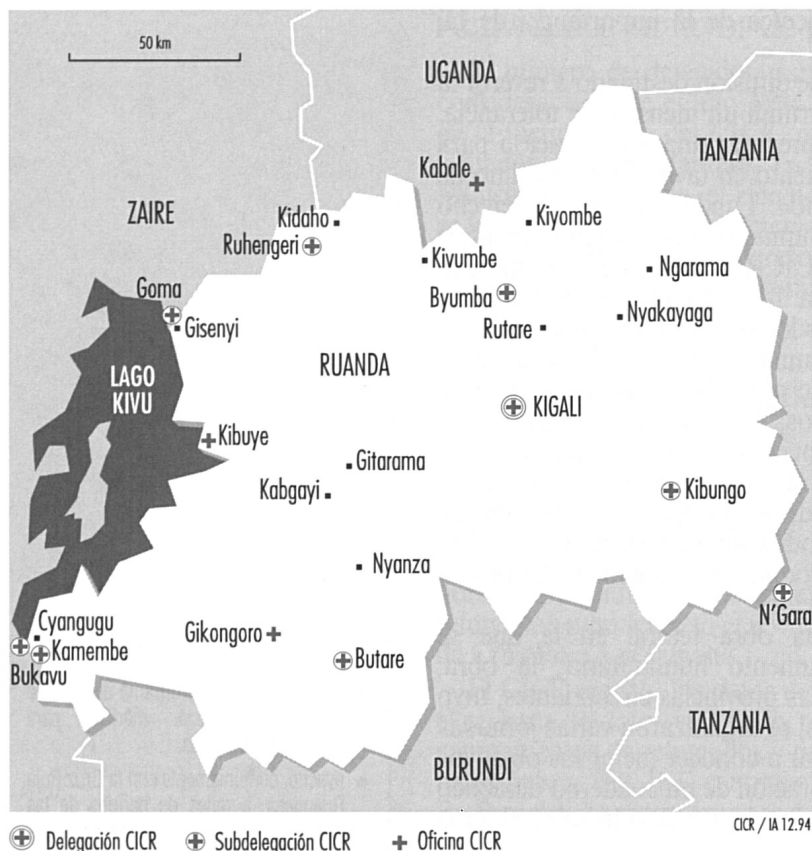 50 km
UGANDA
TANZANIA
Kabale
ZAIRE
Kidaho
Kiyombe
Ruhengeri
Kivumbe
Ngarama
Goma
Byumba
Gisenyi
Rutare
Nyakayaga
RUANDA
LAGO
KIVU
KIGALI
Kibuye
Gitarama
Kabgayi
Kibungo
Nyanza
N'Gara
Cyangugu
Gikongoro
Kamembe
Butare
Bukavu
TANZANIA
BURUNDI
CICR / IA 12.94
Delegación CICR Subdelegación CICR Oficina CICR